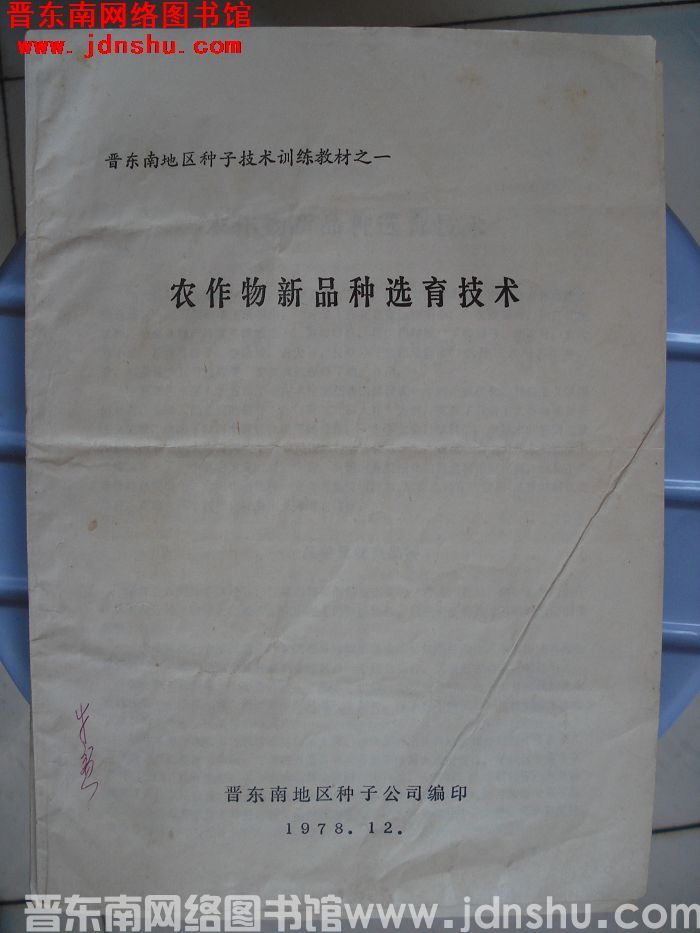 晋东南网络图书馆
www.jdnshu.com
晋东南地区种子技术训练教材之一
农作物新品种选育技术
晋东南地区种子公司编印
1978.12.
晋东南网络图书馆www.jdnshu.com